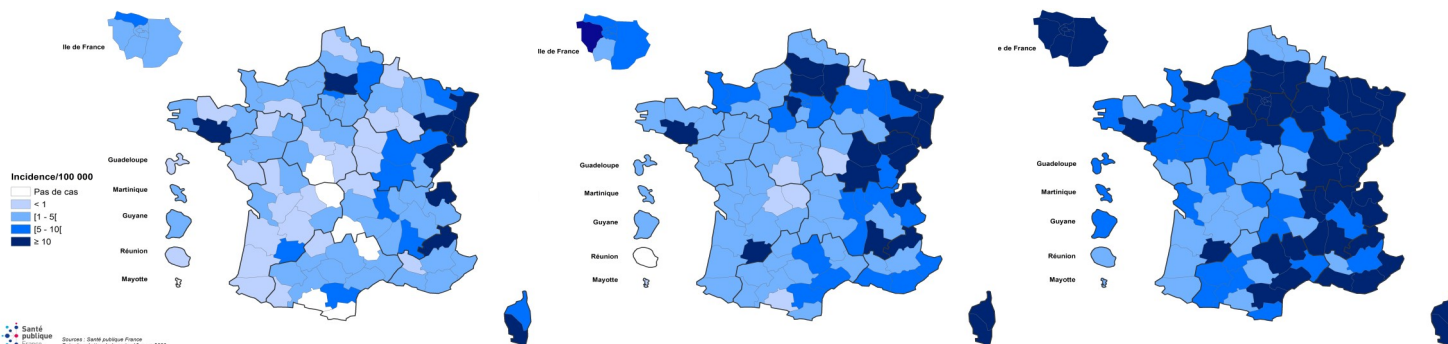 Ile de France
Guadeloupe
Martinique
Guyane
Réunion
Mayotte
Incidence/100 000
Pas de cas
< 1
[1 - 5[
[5 - 10[
≥ 10
Santé
publique
France
Sources : Santé publique France
Ile de France
Guadeloupe
Martinique
Guyane
Réunion
Mayotte
e de France
Guadeloupe
Martinique
Guyane
Réunion
Mayotte